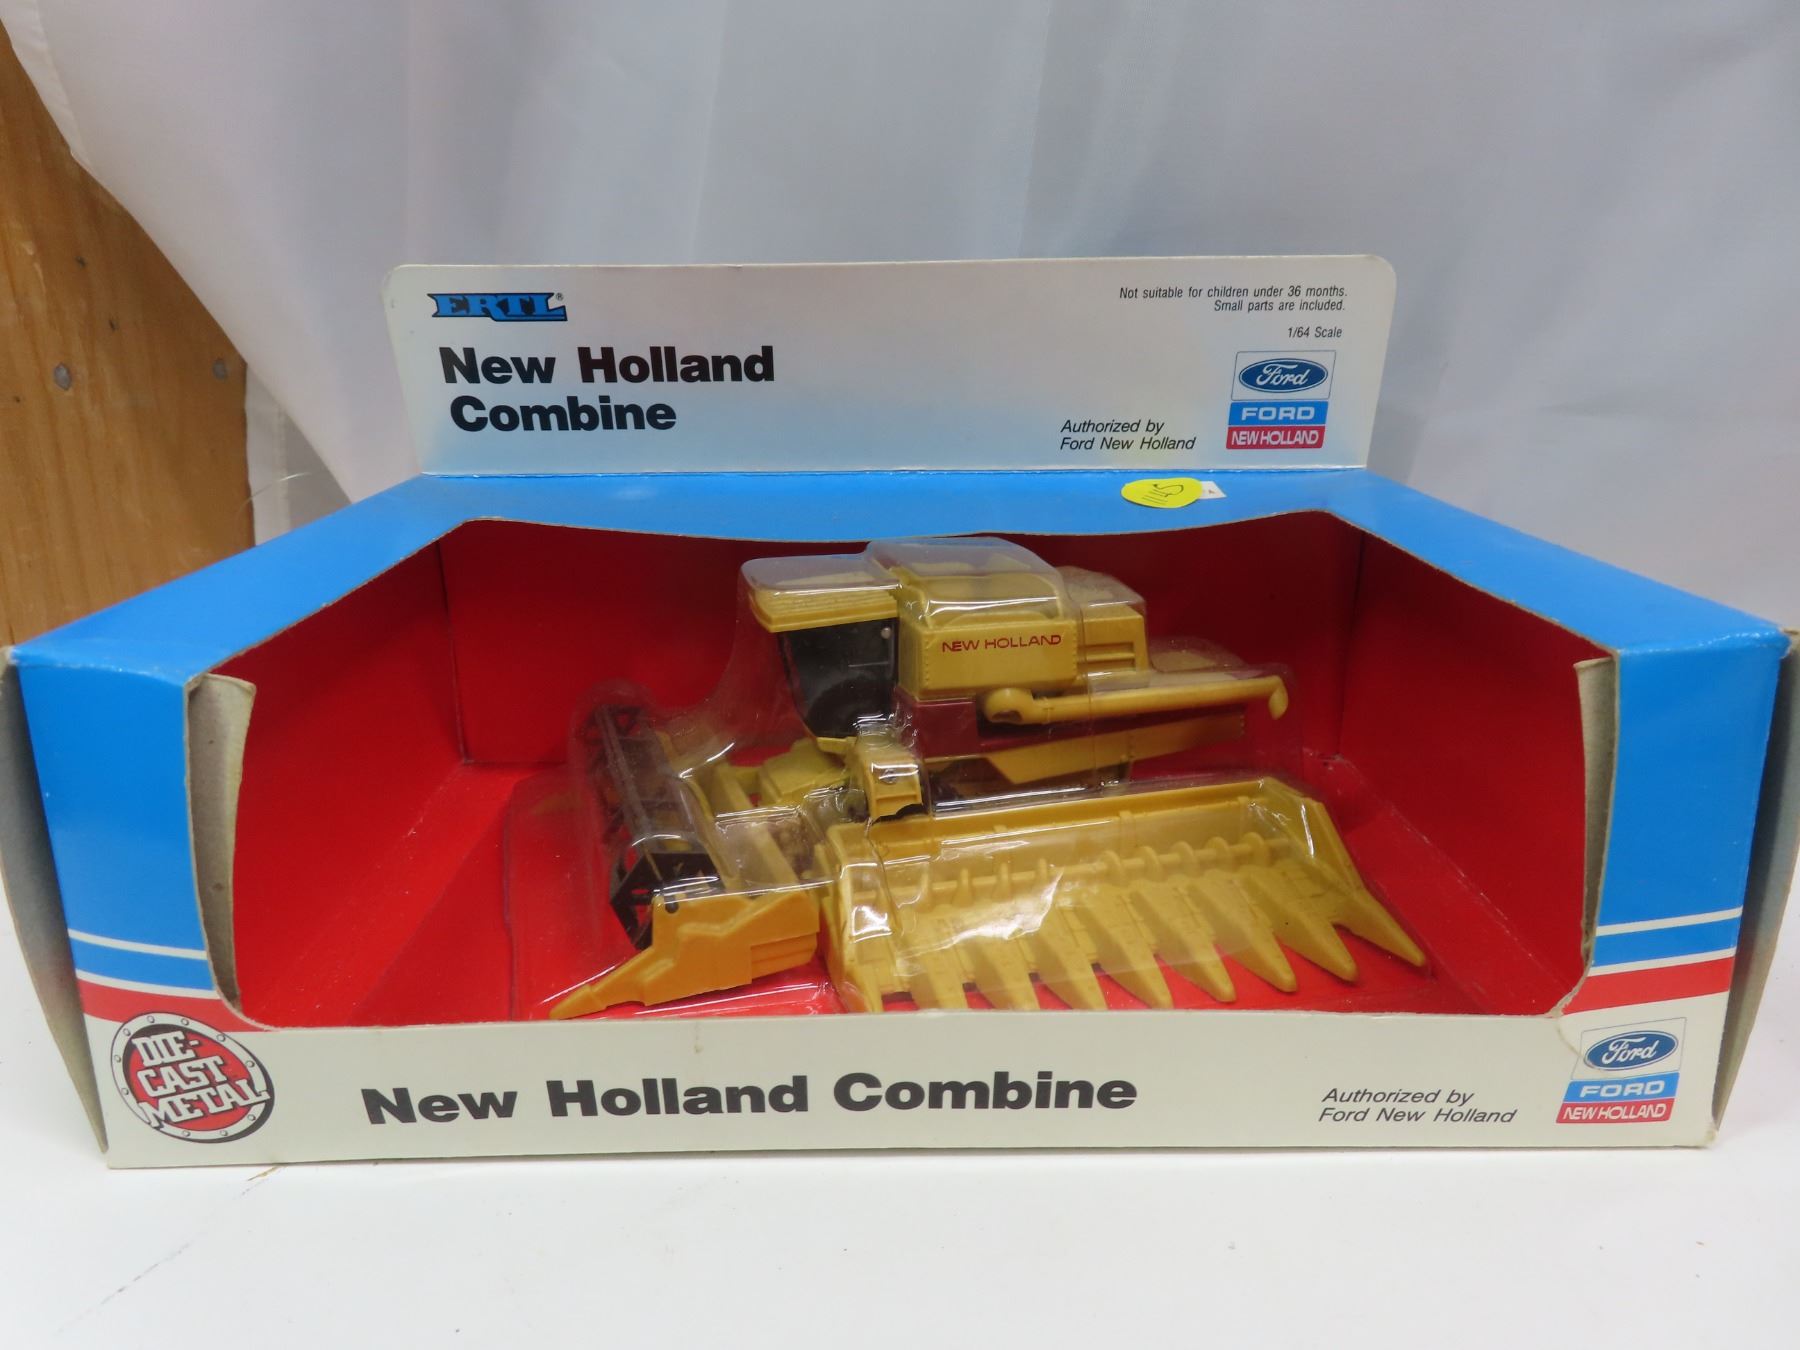 ERTL®
New Holland
Combine
Not suitable for children under 36 months.
Small parts are included.
1/64 Scale
Authorized by
Ford New Holland
Ford
FORD
NEW HOLLAND
NEW HOLLAND
DIE-
CAST
METAL
New Holland Combine
Authorized by
Ford New Holland
Ford
FORD
NEW HOLLAND